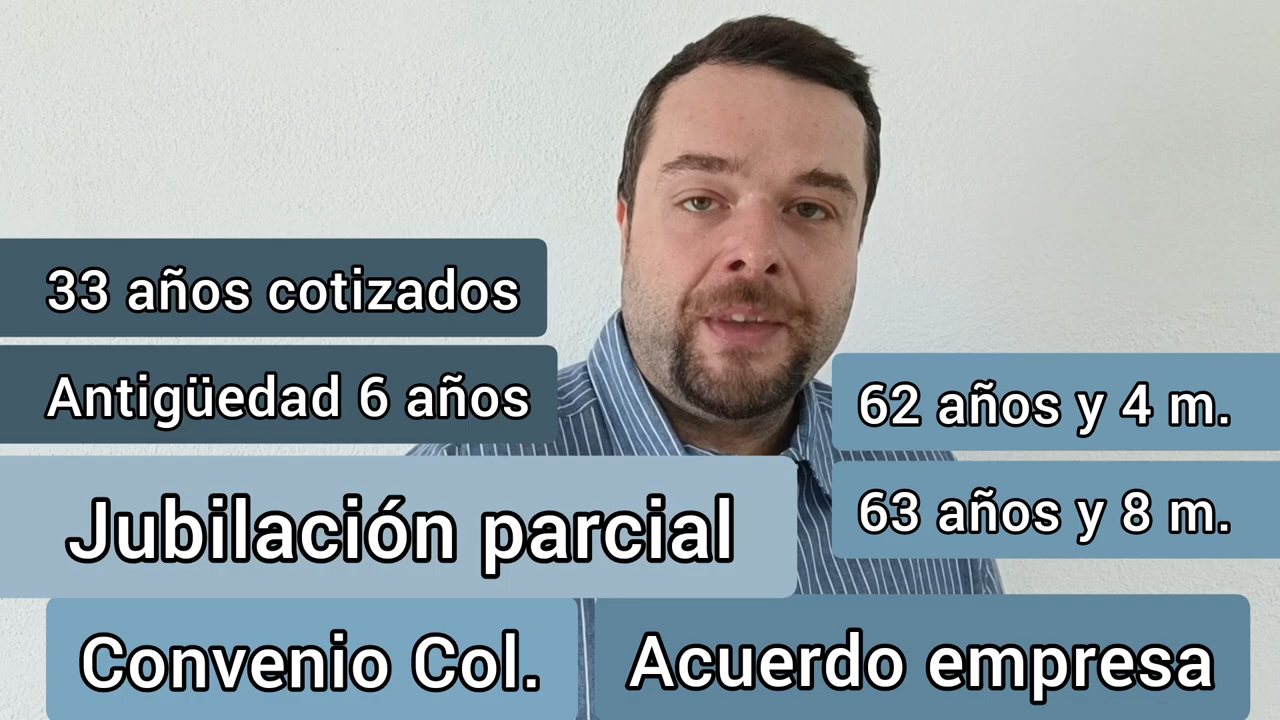 33 años cotizados
Antigüedad 6 años
62 años y 4 m.
63 años y 8 m.
Jubilación parcial
Convenio Col.
Acuerdo empresa